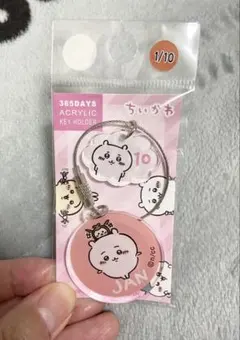 1/10
365DAYS
ACRYLIC
KEY HOLDER
ちいかわ
10
JAN